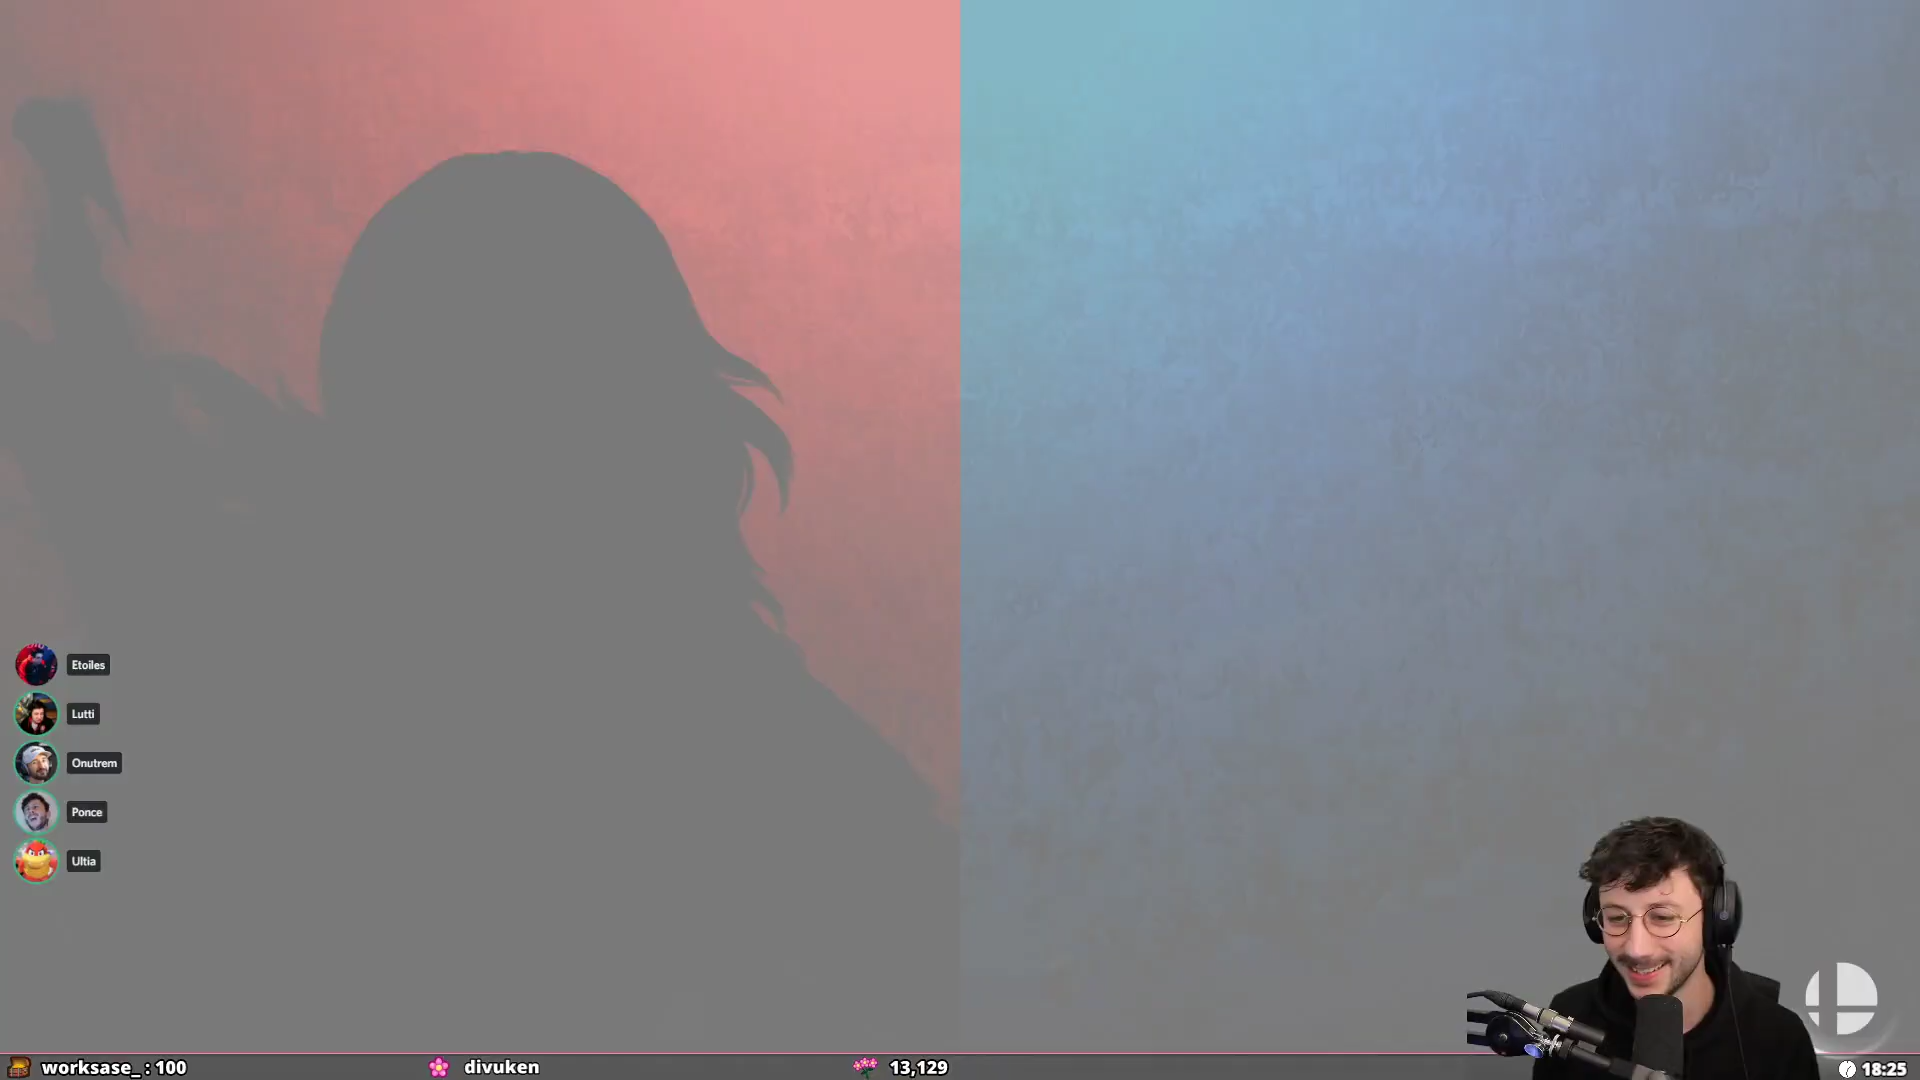 Etoiles
Lutti
Onutrem
Ponce
Ultia
worksase_ : 100
divuken
13,129
18:25